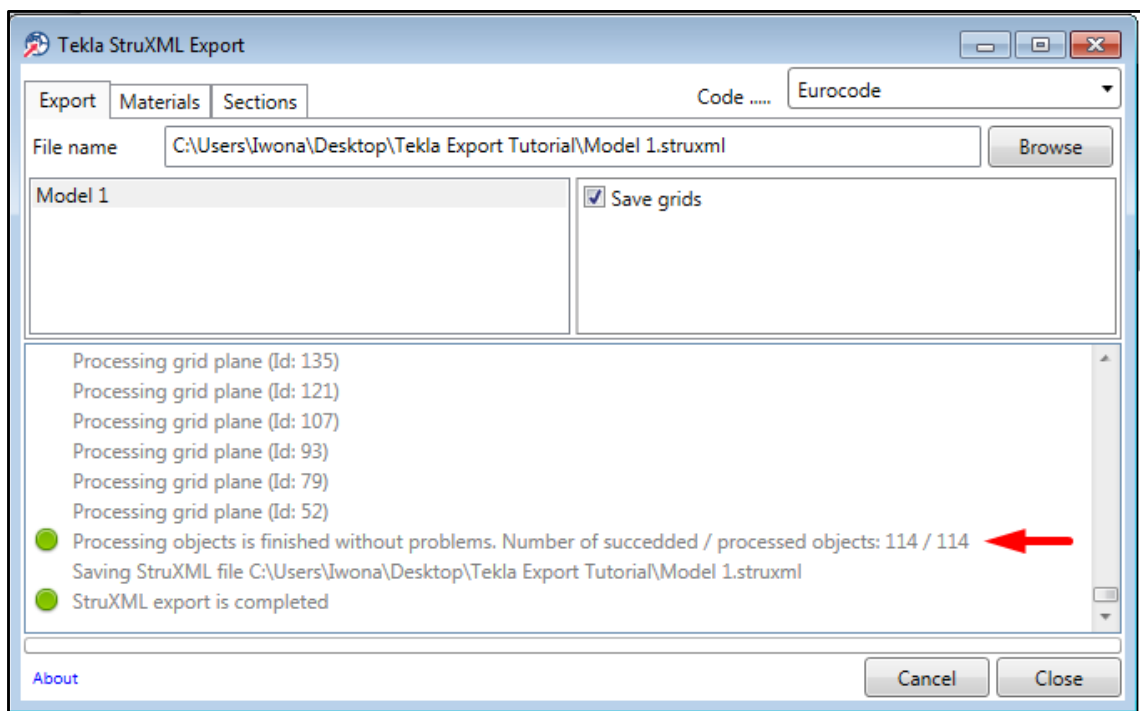 Tekla StruXML Export
Export Materials Sections Code ..... Eurocode
File name C:\Users\Iwona\Desktop\Tekla Export Tutorial\Model 1.struxml Browse
Model 1 Save grids
Processing grid plane (Id: 135)
Processing grid plane (Id: 121)
Processing grid plane (Id: 107)
Processing grid plane (Id: 93)
Processing grid plane (Id: 79)
Processing grid plane (Id: 52)
Processing objects is finished without problems. Number of succedded / processed objects: 114 / 114
Saving StruXML file C:\Users\Iwona\Desktop\Tekla Export Tutorial\Model 1.struxml
StruXML export is completed
About Cancel Close